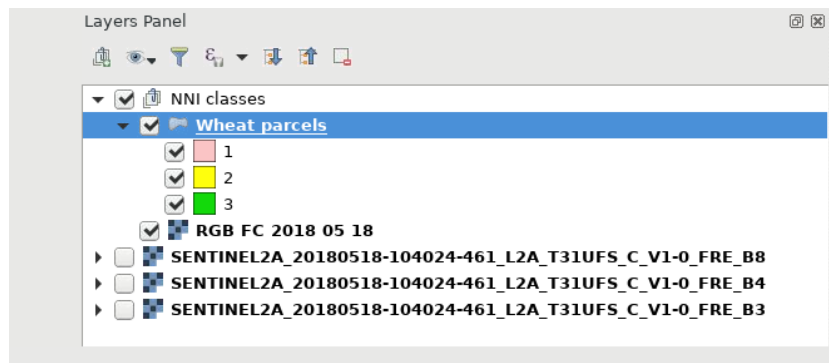 Layers Panel
NNI classes
Wheat parcels
1
2
3
RGB FC 2018 05 18
SENTINEL2A_20180518-104024-461_L2A_T31UFS_C_V1-0_FRE_B8
SENTINEL2A_20180518-104024-461_L2A_T31UFS_C_V1-0_FRE_B4
SENTINEL2A_20180518-104024-461_L2A_T31UFS_C_V1-0_FRE_B3